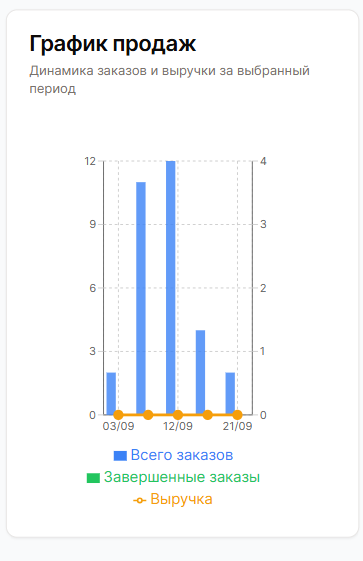 График продаж
Динамика заказов и выручки за выбранный
период
12 4
9 3
6 2
3 1
0 0
03/09 12/09 21/09
Всего заказов
Завершенные заказы
Выручка